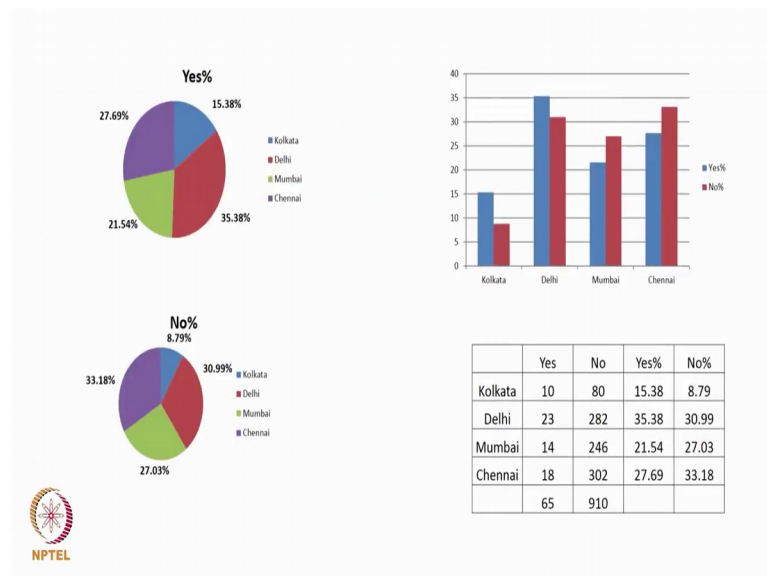 Yes%
27.69%
15.38%
21.54%
35.38%
Kolkata
Delhi
Mumbai
Chennai
No%
8.79%
33.18%
30.99%
27.03%
Kolkata
Delhi
Mumbai
Chennai
40
35
30
25
20
15
10
5
0
Kolkata Delhi Mumbai Chennai
Yes%
No%
Yes No Yes% No%
Kolkata 10 80 15.38 8.79
Delhi 23 282 35.38 30.99
Mumbai 14 246 21.54 27.03
Chennai 18 302 27.69 33.18
65 910
NPTEL